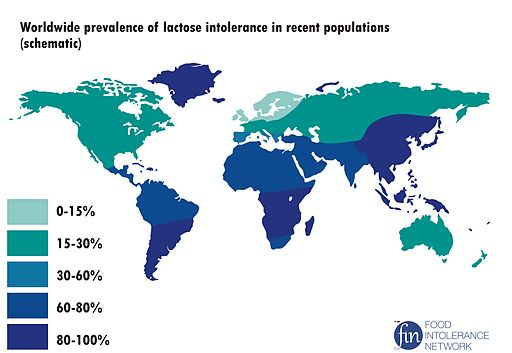 Worldwide prevalence of lactose intolerance in recent populations
(schematic)
0-15%
15-30%
30-60%
60-80%
80-100%
fin
FOOD
INTOLERANCE
NETWORK